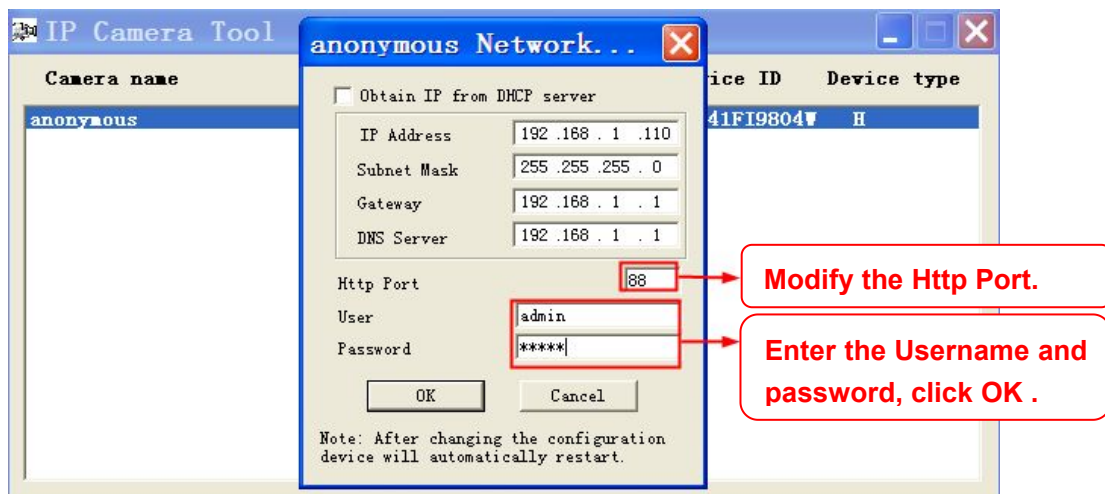 IP Camera Tool
anonymous Network...
Camera name
ice ID Device type
anonymous
41FI9804W H
Obtain IP from DHCP server
IP Address 192 .168 . 1 .110
Subnet Mask 255 .255 .255 . 0
Gateway 192 .168 . 1 . 1
DNS Server 192 .168 . 1 . 1
Http Port 88
User admin
Password *****
OK Cancel
Note: After changing the configuration
device will automatically restart.
Modify the Http Port.
Enter the Username and
password, click OK .